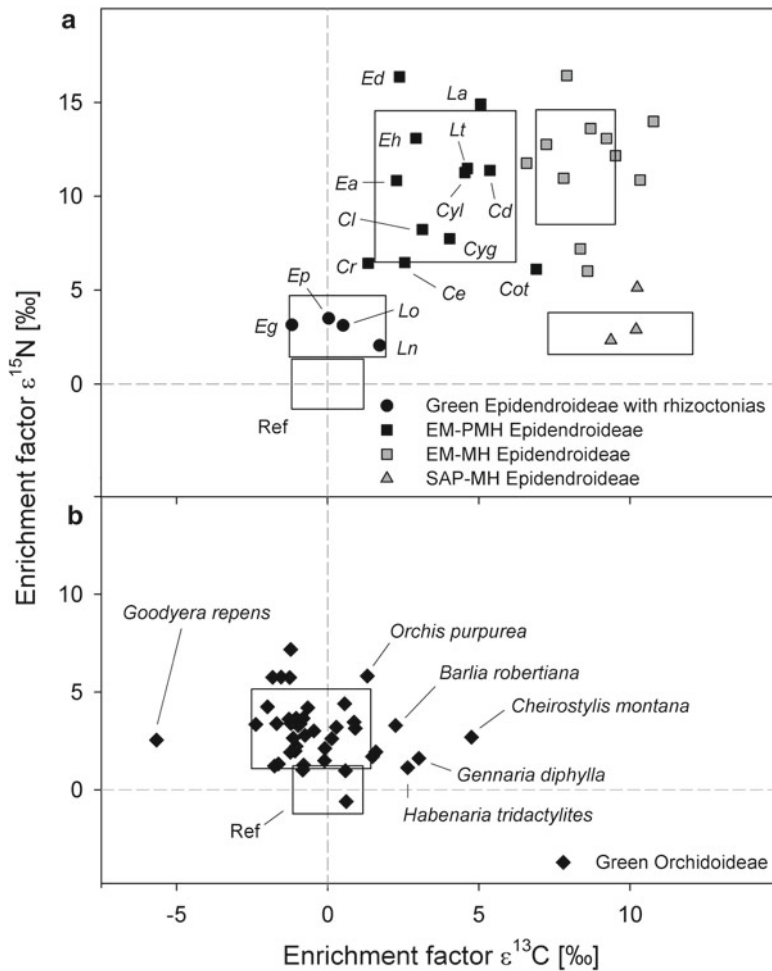 a
Enrichment factor ε15N [‰]
15
10
5
0
Ed
La
Eh
Lt
Ea
Cyl
Cd
Cl
Cyg
Cr
Ce
Cot
Ep
Lo
Eg
Ln
Ref
Green Epidendroideae with rhizoctonias
EM-PMH Epidendroideae
EM-MH Epidendroideae
SAP-MH Epidendroideae
b
10
5
0
Goodyera repens
Orchis purpurea
Barlia robertiana
Cheirostylis montana
Gennaria diphylla
Habenaria tridactylites
Ref
Green Orchidoideae
-5 0 5 10
Enrichment factor ε13C [‰]